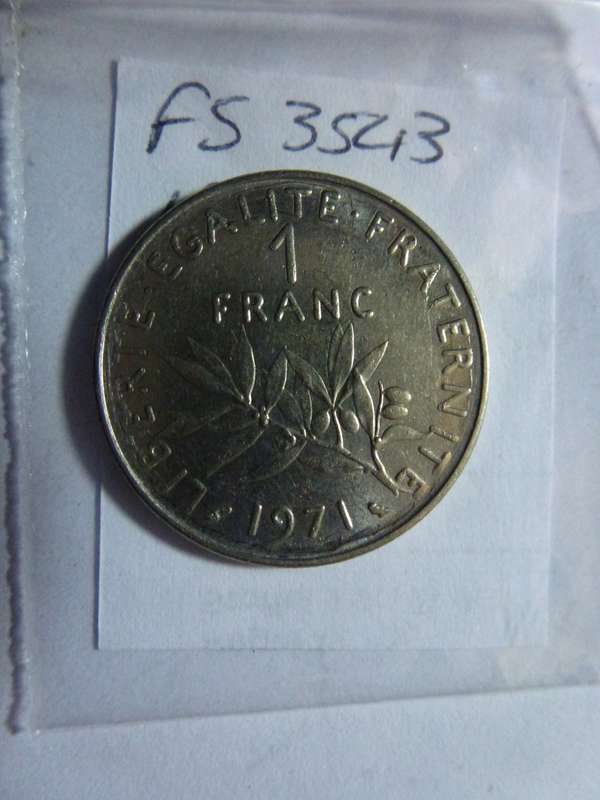 FS 3543
LIBERTE · EGALITE · FRATERNITE
1
FRANC
1971